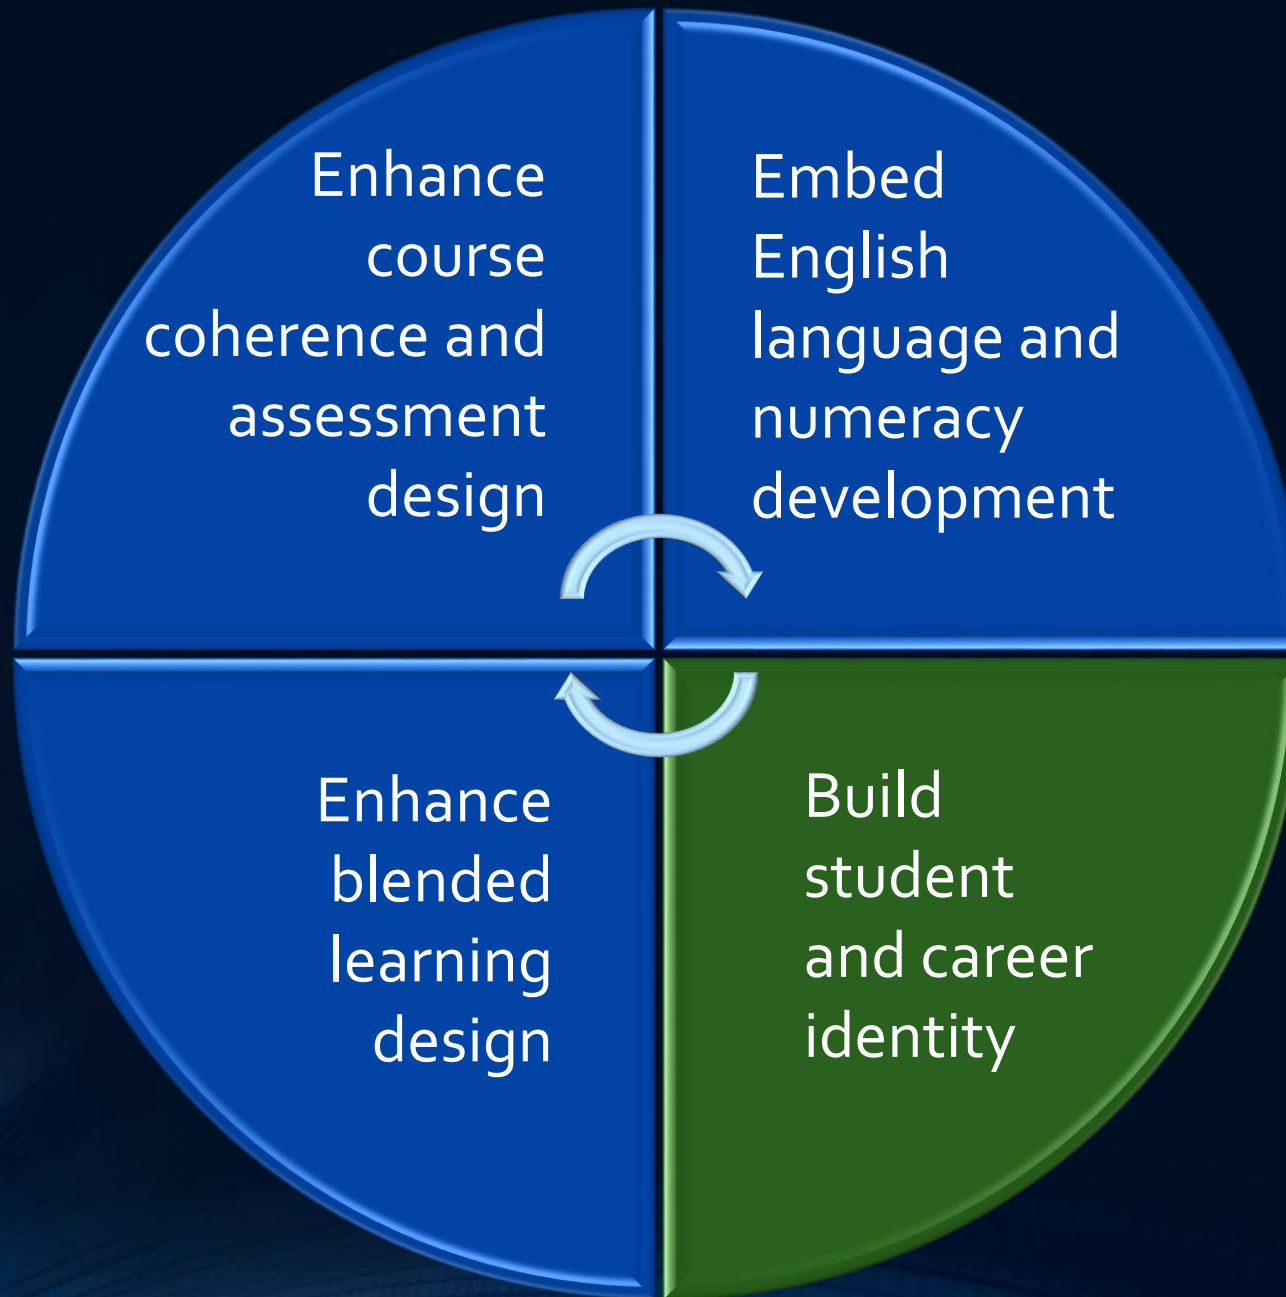 Enhance
course
coherence and
assessment
design
Embed
English
language and
numeracy
development
Enhance
blended
learning
design
Build
student
and career
identity